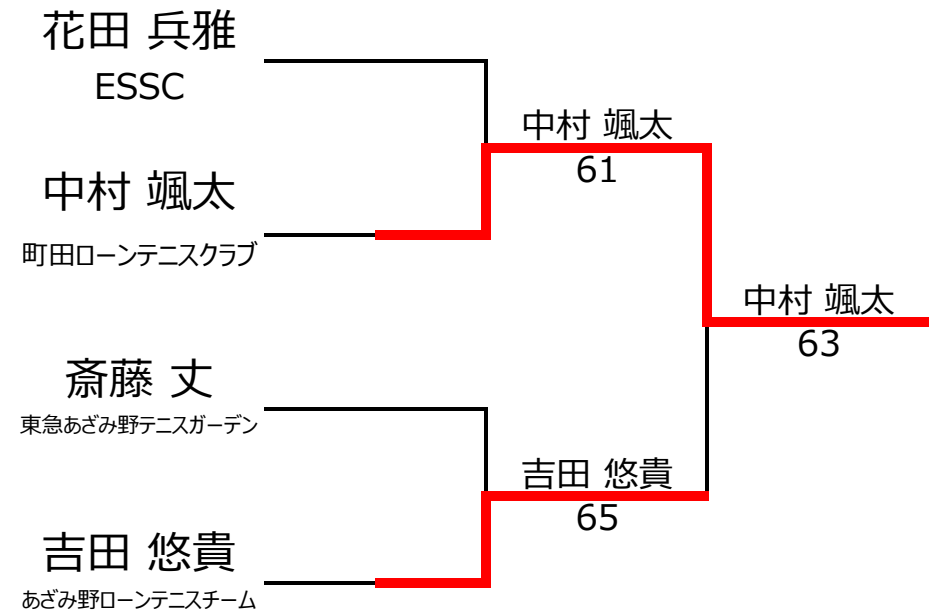 花田 兵雅
ESSC
中村 颯太
61
中村 颯太
町田ローンテニスクラブ
中村 颯太
63
斎藤 丈
東急あざみ野テニスガーデン
吉田 悠貴
65
吉田 悠貴
あざみ野ローンテニスチーム